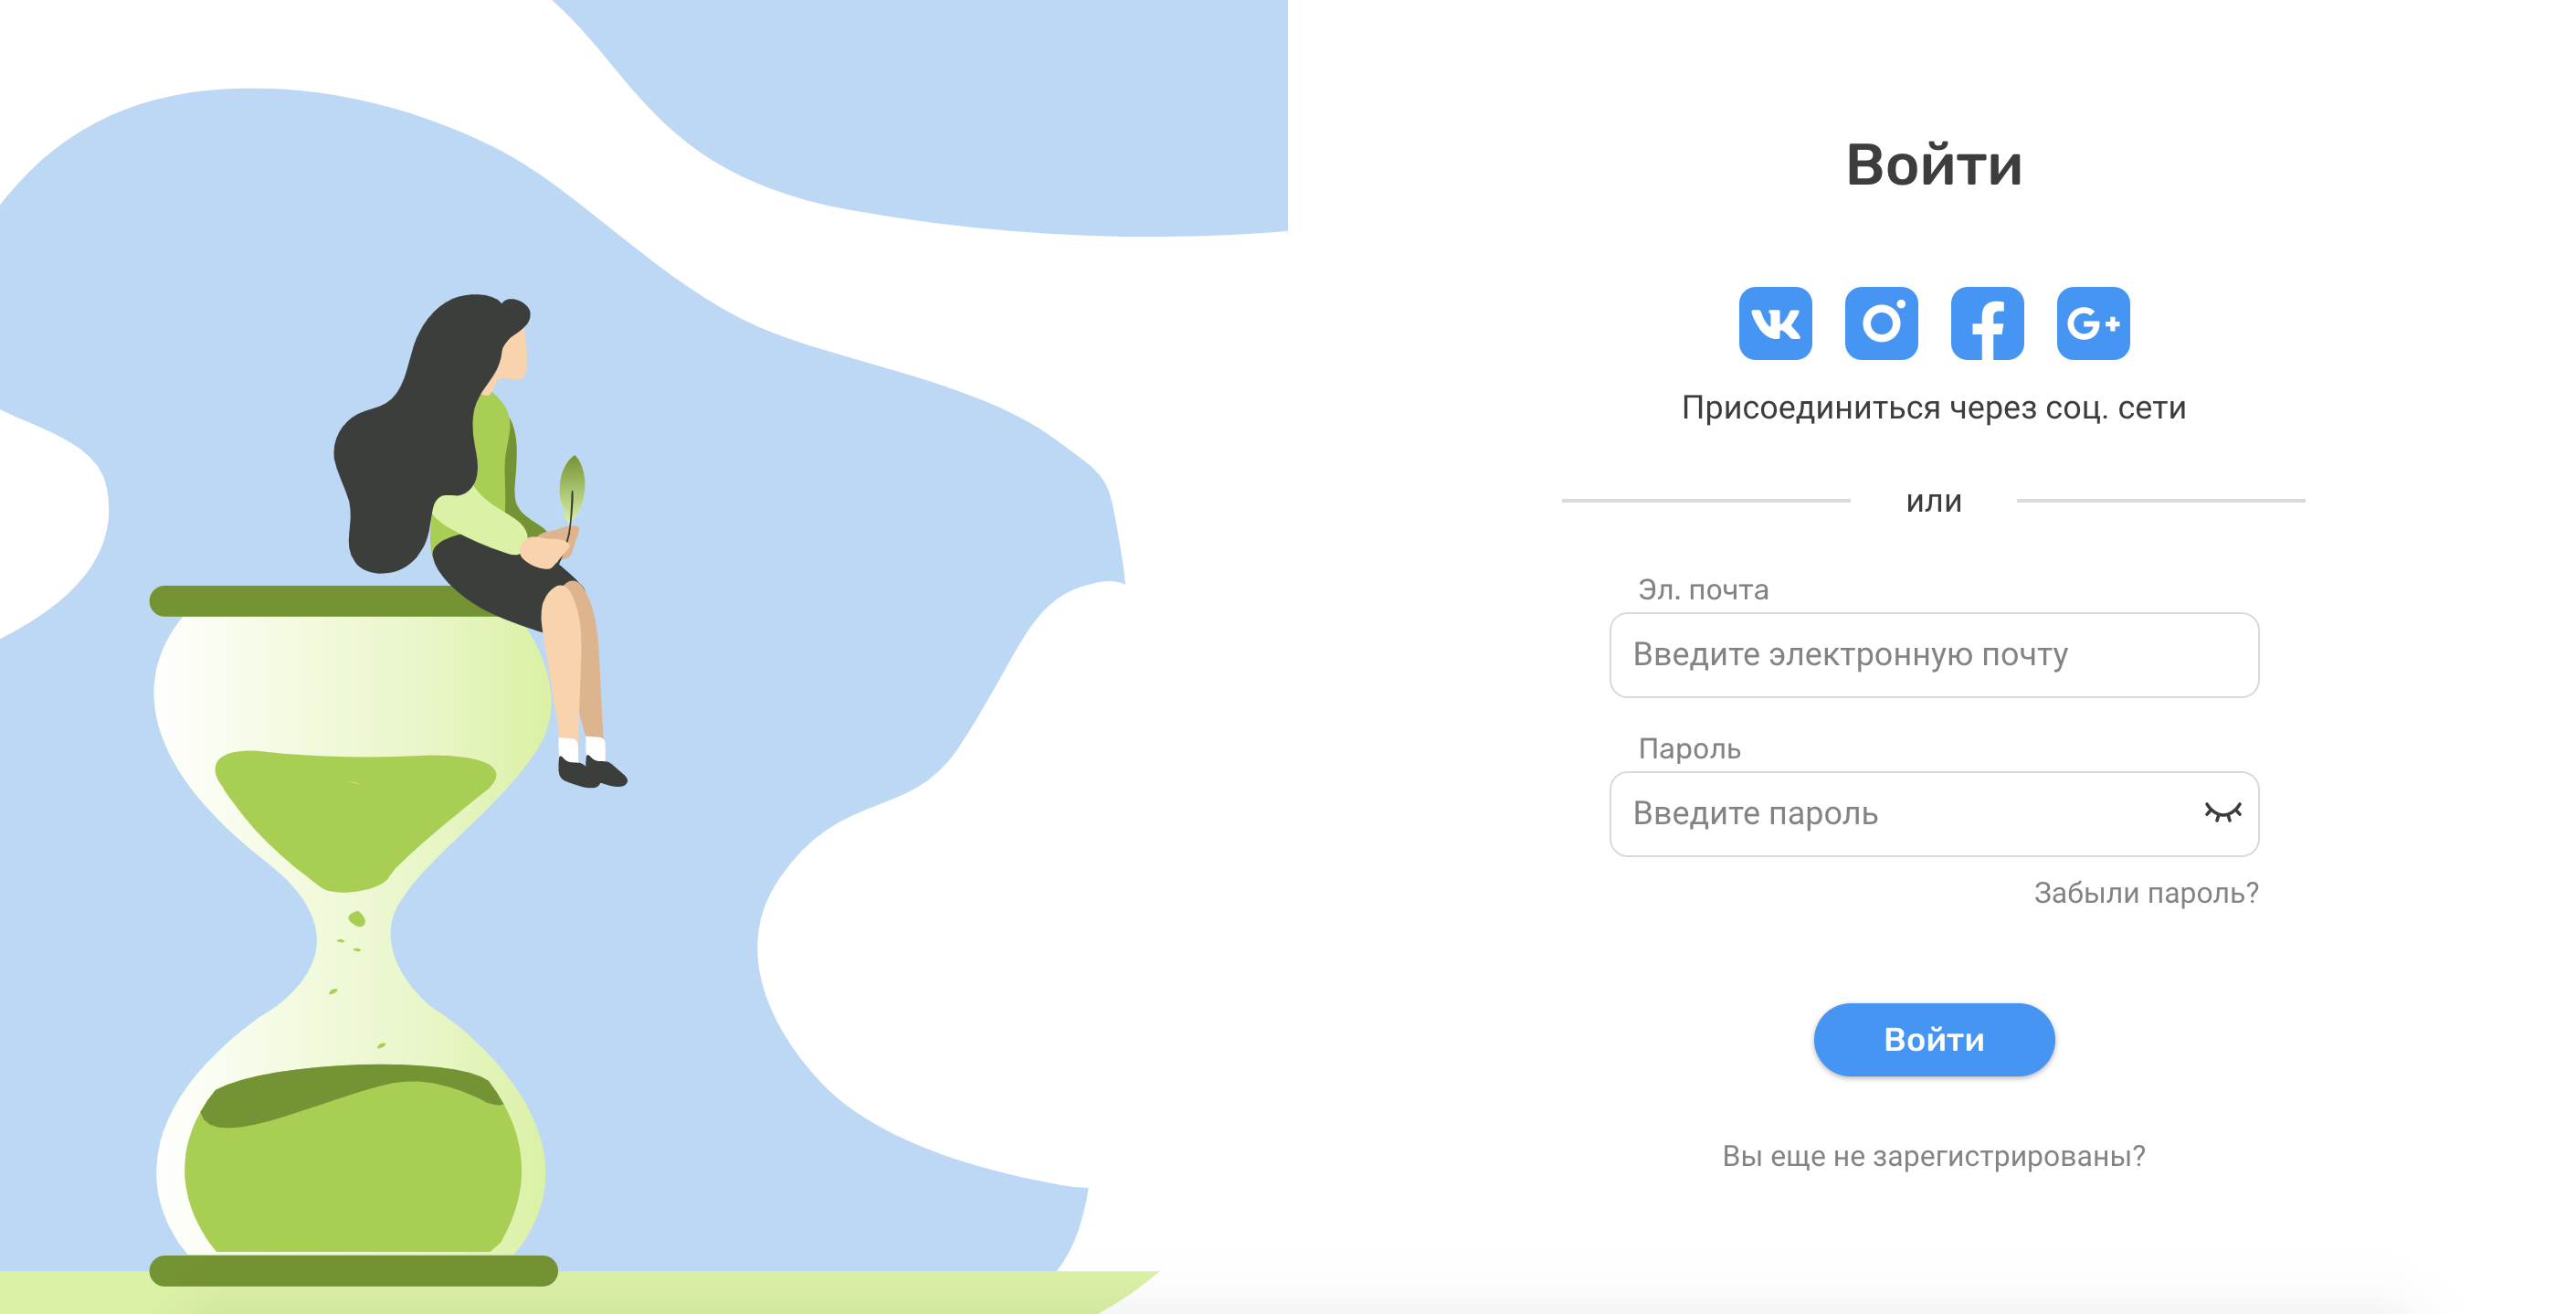 Войти
G+
Присоединиться через соц. сети
или
Эл. почта
Введите электронную почту
Пароль
Введите пароль
Забыли пароль?
Войти
Вы еще не зарегистрированы?